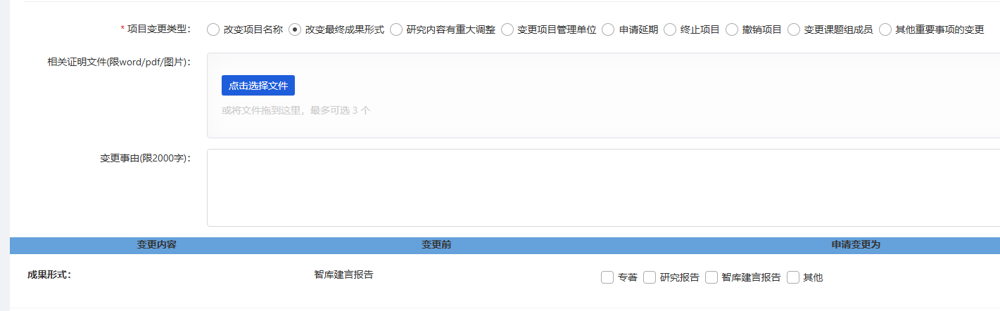 * 项目变更类型： 改变项目名称 改变最终成果形式 研究内容有重大调整 变更项目管理单位 申请延期 终止项目 撤销项目 变更课题组成员 其他重要事项的变更
相关证明文件(限word/pdf/图片)：
点击选择文件
或将文件拖到这里，最多可选 3 个
变更事由(限2000字)：
变更内容 变更前 申请变更为
成果形式： 智库建言报告 专著 研究报告 智库建言报告 其他